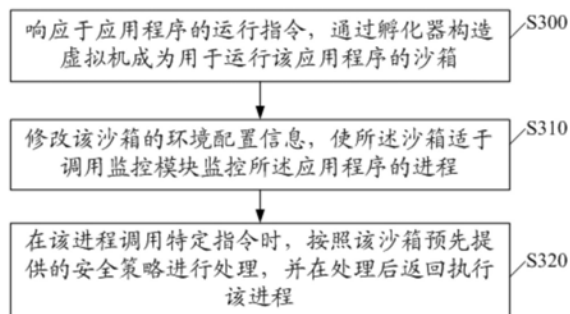 响应于应用程序的运行指令，通过孵化器构造
虚拟机成为用于运行该应用程序的沙箱
S300
修改该沙箱的环境配置信息，使所述沙箱适于
调用监控模块监控所述应用程序的进程
S310
在该进程调用特定指令时，按照该沙箱预先提
供的安全策略进行处理，并在处理后返回执行
该进程
S320